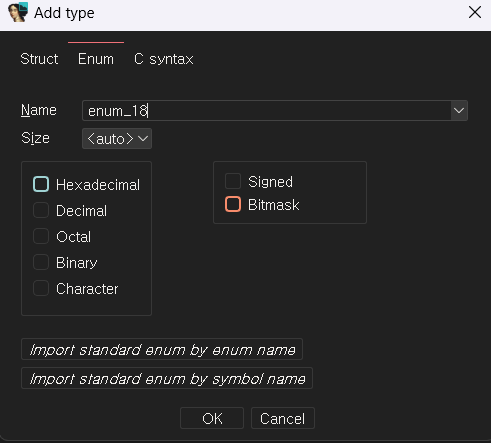 Add type
Struct Enum C syntax
Name enum_18
Size <auto>
Hexadecimal
Decimal
Octal
Binary
Character
Signed
Bitmask
Import standard enum by enum name
Import standard enum by symbol name
OK Cancel